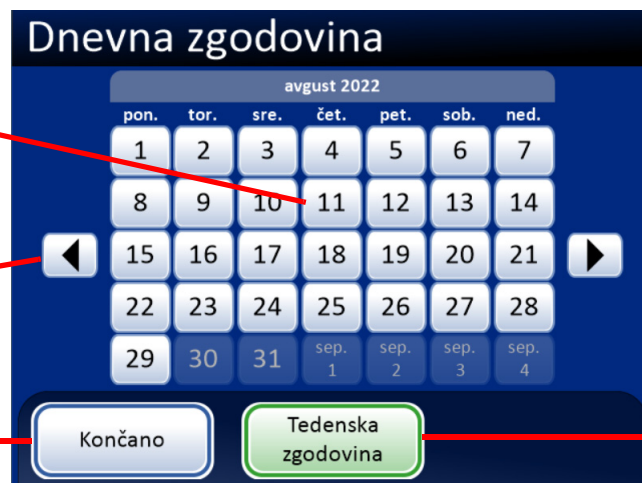 Dnevna zgodovina
avgust 2022
pon. tor. sre. čet. pet. sob. ned.
1 2 3 4 5 6 7
8 9 10 11 12 13 14
15 16 17 18 19 20 21
22 23 24 25 26 27 28
29 30 31 sep. 1 sep. 2 sep. 3 sep. 4
Končano
Tedenska
zgodovina